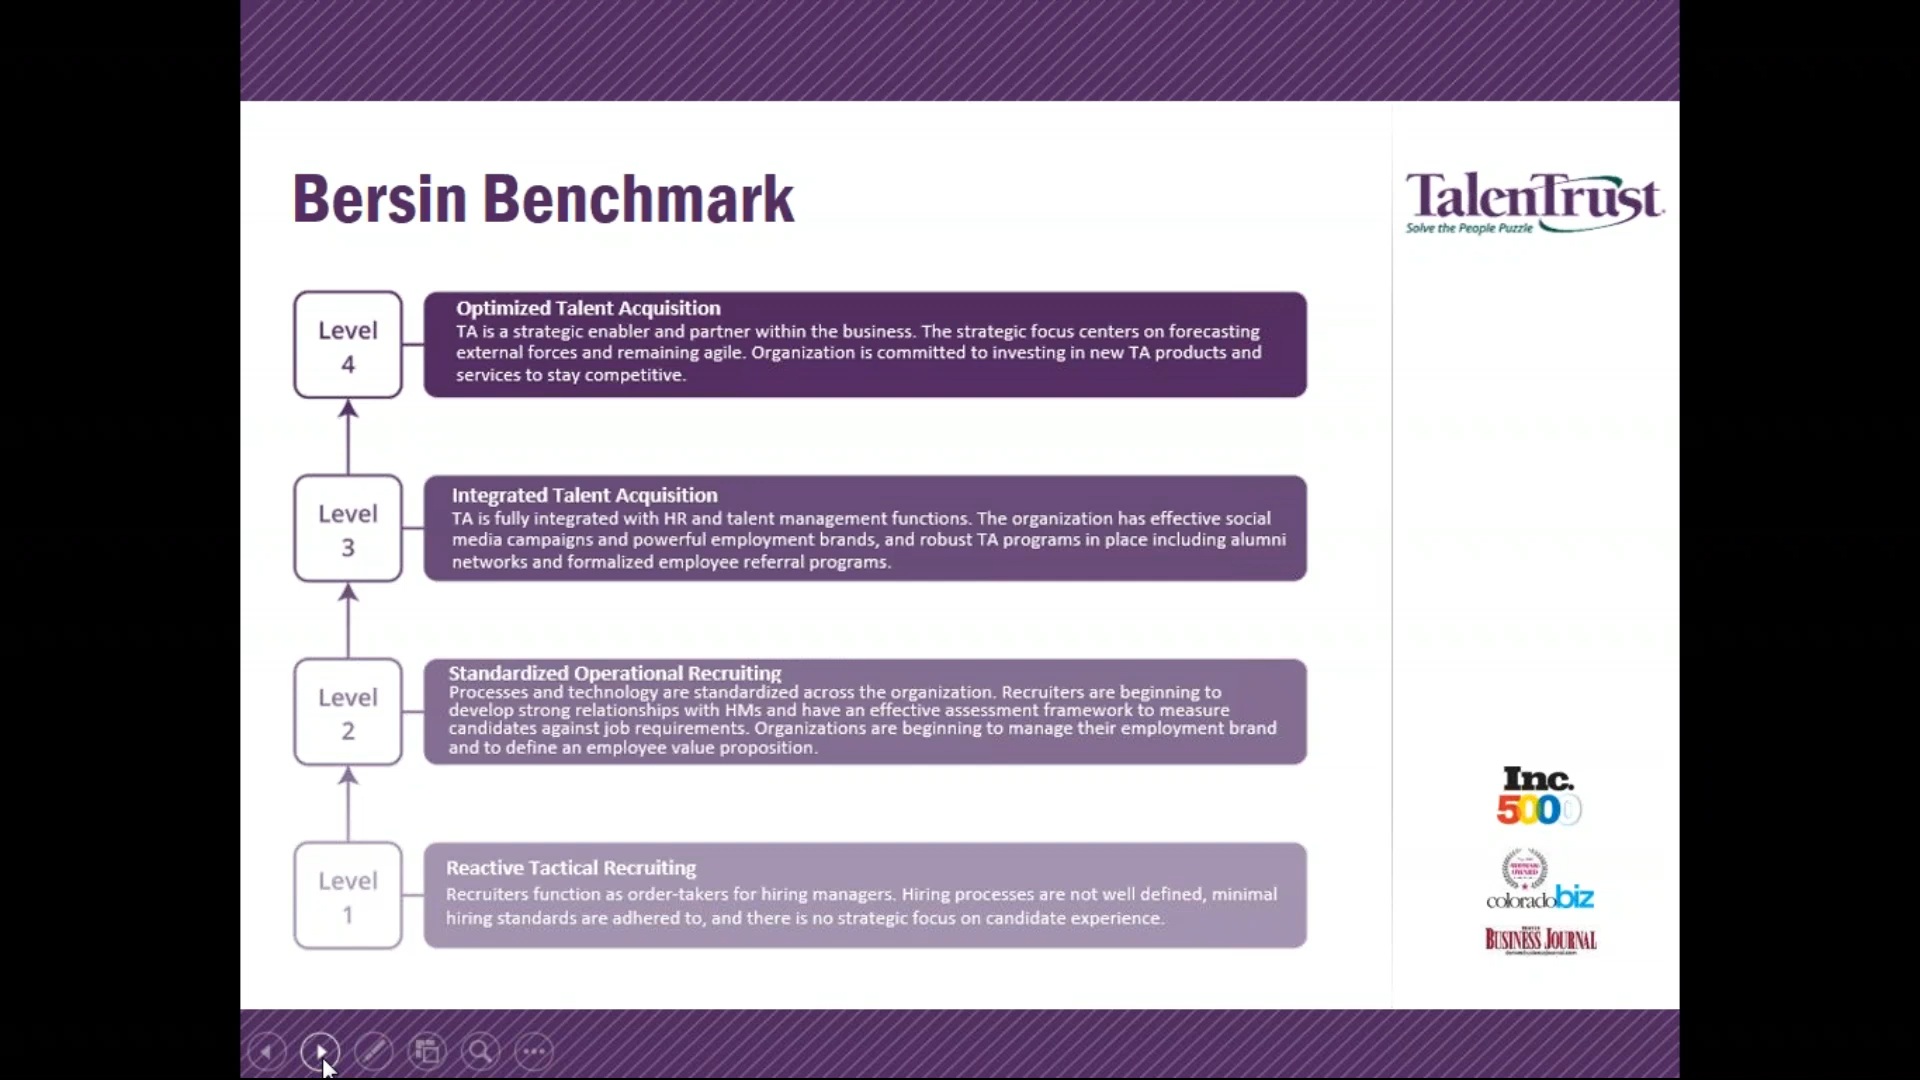 Bersin Benchmark
TalenTrust
Solve the People Puzzle
Level
4
Optimized Talent Acquisition
TA is a strategic enabler and partner within the business. The strategic focus centers on forecasting
external forces and remaining agile. Organization is committed to investing in new TA products and
services to stay competitive.
Level
3
Integrated Talent Acquisition
TA is fully integrated with HR and talent management functions. The organization has effective social
media campaigns and powerful employment brands, and robust TA programs in place including alumni
networks and formalized employee referral programs.
Level
2
Standardized Operational Recruiting
Processes and technology are standardized across the organization. Recruiters are beginning to
develop strong relationships with HMs and have an effective assessment framework to measure
candidates against job requirements. Organizations are beginning to manage their employment brand
and to define an employee value proposition.
Level
1
Reactive Tactical Recruiting
Recruiters function as order-takers for hiring managers. Hiring processes are not well defined, minimal
hiring standards are adhered to, and there is no strategic focus on candidate experience.
Inc.
5000
coloradobiz
BUSINESS JOURNAL